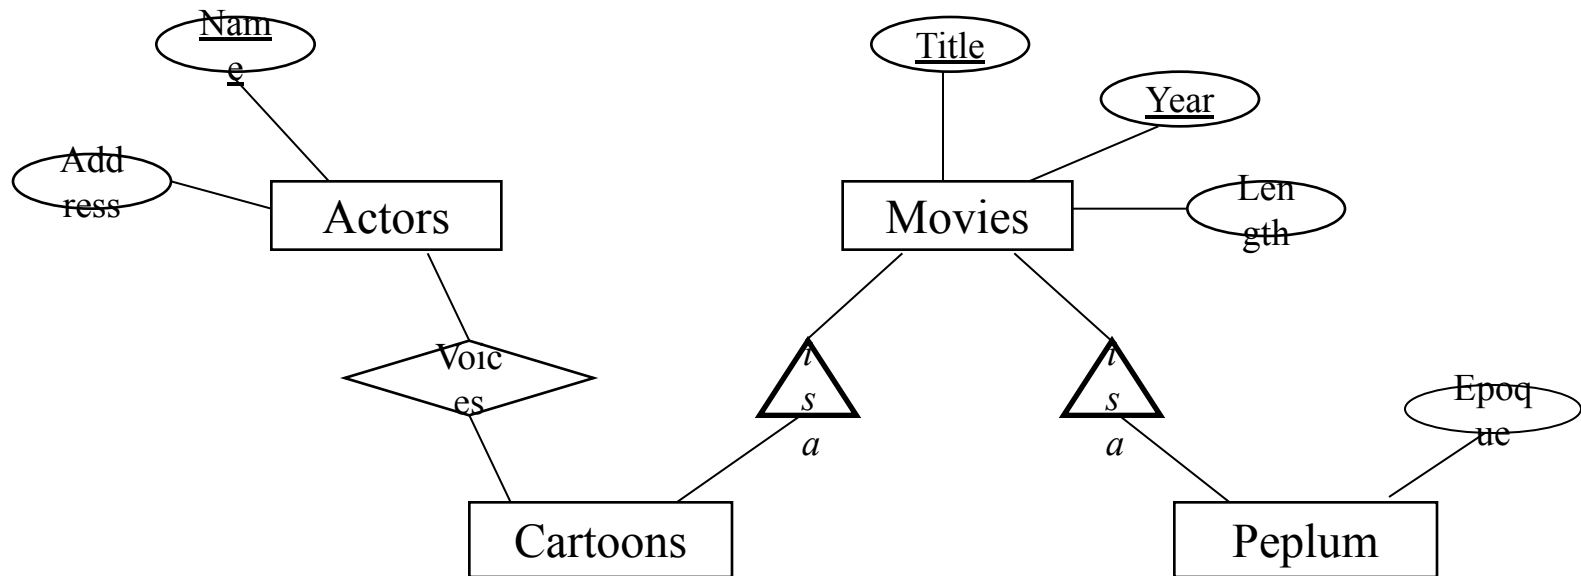 Nam
e
Title
Year
Add
ress
Actors
Movies
Len
gth
Voic
es
i
s
a
i
s
a
Epoq
ue
Cartoons
Peplum